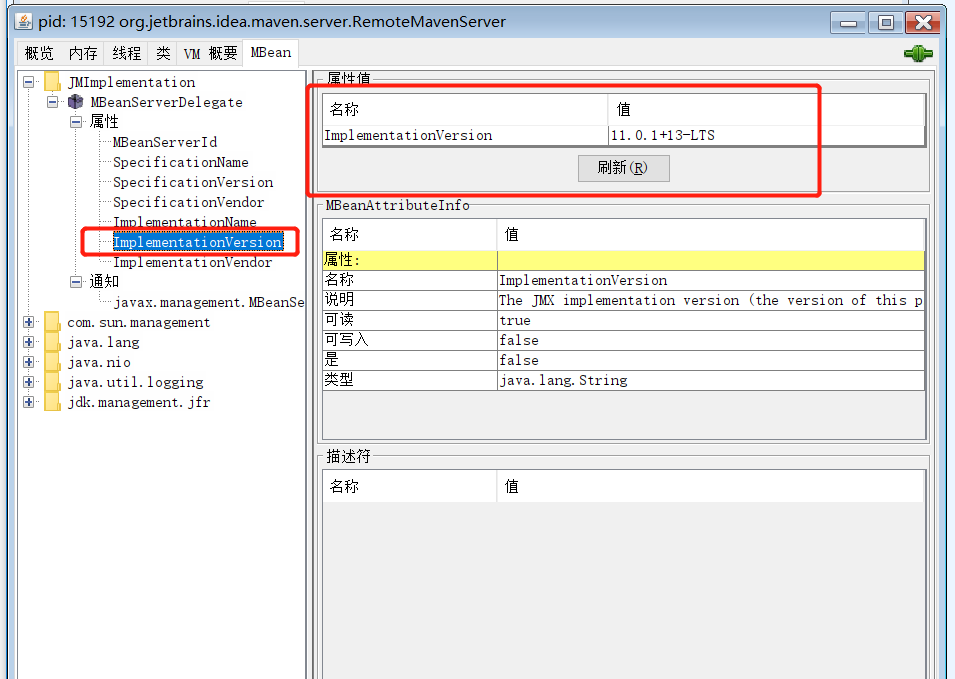 pid: 15192 org.jetbrains.idea.maven.server.RemoteMavenServer
概览 内存 线程 类 VM 概要 MBean
JMImplementation
MBeanServerDelegate
属性
MBeanServerId
SpecificationName
SpecificationVersion
SpecificationVendor
ImplementationName
ImplementationVersion
ImplementationVendor
通知
javax.management.MBeanSe
com.sun.management
java.lang
java.nio
java.util.logging
jdk.management.jfr
属性值
名称 值
ImplementationVersion 11.0.1+13-LTS
刷新(R)
MBeanAttributeInfo
名称 值
属性:
名称 ImplementationVersion
说明 The JMX implementation version (the version of this p
可读 true
可写入 false
是 false
类型 java.lang.String
描述符
名称 值